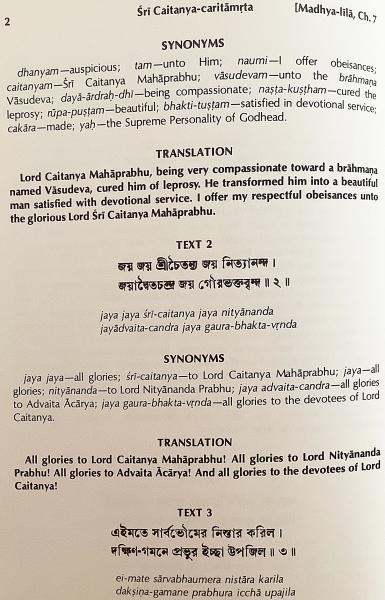 2
Śrī Caitanya-caritāmṛta
[Madhya-līlā, Ch. 7
SYNONYMS
dhanyam—auspicious; tam—unto Him; naumi—I offer obeisances;
caitanyam—Śrī Caitanya Mahāprabhu; vāsudevam—unto the brāhmaṇa
Vāsudeva; dayā-ārdraḥ-dhī—being compassionate; naṣṭa-kuṣṭham—cured the
leprosy; rūpa-puṣṭam—beautiful; bhakti-tuṣṭam—satisfied in devotional service;
cakāra—made; yaḥ—the Supreme Personality of Godhead.
TRANSLATION
Lord Caitanya Mahāprabhu, being very compassionate toward a brāhmaṇa
named Vāsudeva, cured him of leprosy. He transformed him into a beautiful
man satisfied with devotional service. I offer my respectful obeisances unto
the glorious Lord Śrī Caitanya Mahāprabhu.
TEXT 2
জয় জয় শ্রীচৈতন্য জয় নিত্যানন্দ ।
জয়াদ্বৈতচন্দ্র জয় গৌরভক্তবৃন্দ ॥ ২ ॥
jaya jaya śrī-caitanya jaya nityānanda
jayādvaita-candra jaya gaura-bhakta-vṛnda
SYNONYMS
jaya jaya—all glories; śrī-caitanya—to Lord Caitanya Mahāprabhu; jaya—all
glories; nityānanda—to Lord Nityānanda Prabhu; jaya advaita-candra—all glories
to Advaita Ācārya; jaya gaura-bhakta-vṛnda—all glories to the devotees of Lord
Caitanya.
TRANSLATION
All glories to Lord Caitanya Mahāprabhu! All glories to Lord Nityānanda
Prabhu! All glories to Advaita Ācārya! And all glories to the devotees of Lord
Caitanya!
TEXT 3
এইমতে সার্বভৌমের নিস্তার করিল ।
দক্ষিণ-গমনে প্রভুর ইচ্ছা উপজিল ॥ ৩ ॥
ei-mate sārvabhaumera nistāra karila
dakṣiṇa-gamane prabhura icchā upajila